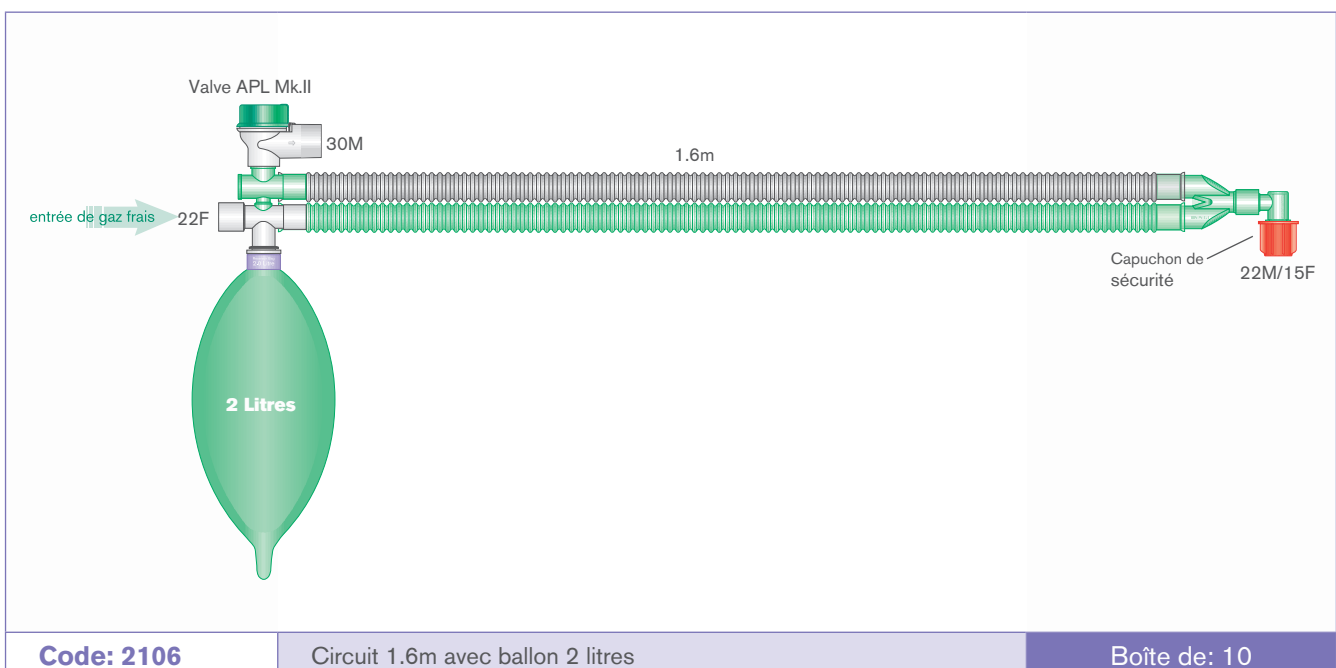 Valve APL Mk.II
30M
1.6m
entrée de gaz frais
22F
Capuchon de
sécurité
22M/15F
2 Litres
Code: 2106
Circuit 1.6m avec ballon 2 litres
Boîte de: 10